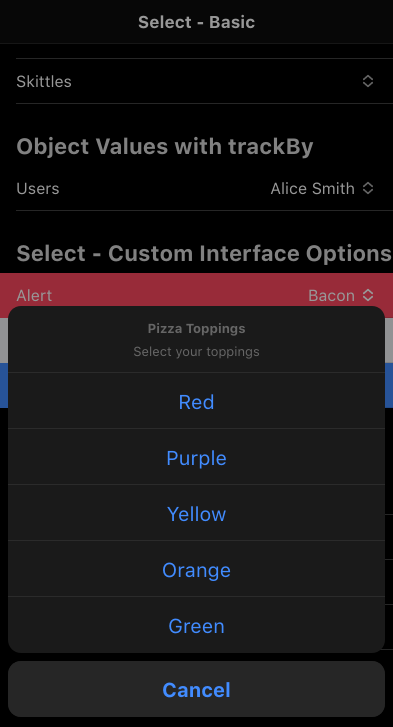 Select - Basic
Skittles
Object Values with trackBy
Users Alice Smith
Select - Custom Interface Options
Alert Bacon
Pizza Toppings
Select your toppings
Red
Purple
Yellow
Orange
Green
Cancel